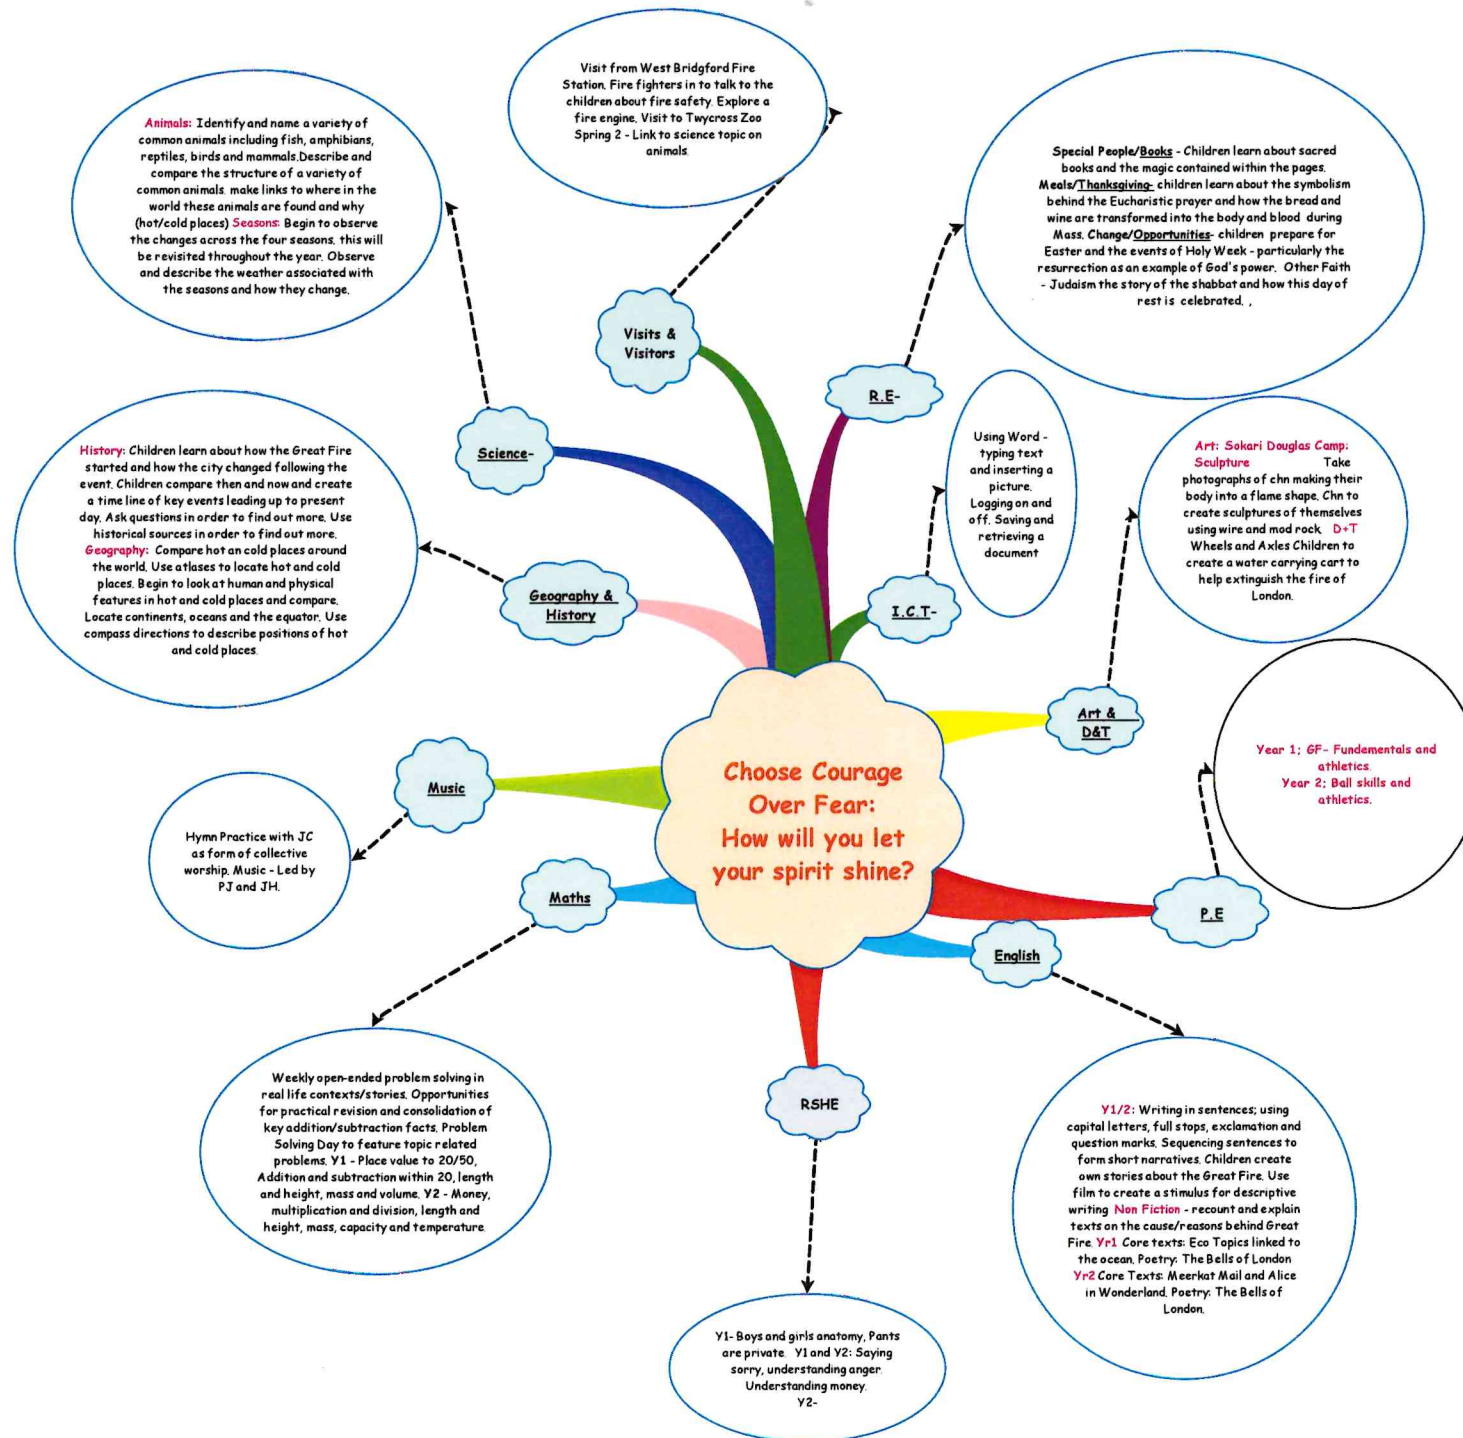 Visit from West Bridgford Fire
Station. Fire fighters in to talk to the
children about fire safety. Explore a
fire engine. Visit to Twycross Zoo
Spring 2 - Link to science topic on
animals.
Animals: Identify and name a variety of
common animals including fish, amphibians,
reptiles, birds and mammals.Describe and
compare the structure of a variety of
common animals. make links to where in the
world these animals are found and why
(hot/cold places) Seasons: Begin to observe
the changes across the four seasons. this will
be revisited throughout the year. Observe
and describe the weather associated with
the seasons and how they change.
Special People/Books - Children learn about sacred
books and the magic contained within the pages.
Meals/Thanksgiving- children learn about the symbolism
behind the Eucharistic prayer and how the bread and
wine are transformed into the body and blood during
Mass. Change/Opportunities- children prepare for
Easter and the events of Holy Week - particularly the
resurrection as an example of God's power. Other Faith
- Judaism the story of the shabbat and how this day of
rest is celebrated. ,
Visits &
Visitors
R.E-
Science-
History: Children learn about how the Great Fire
started and how the city changed following the
event. Children compare then and now and create
a time line of key events leading up to present
day. Ask questions in order to find out more. Use
historical sources in order to find out more.
Geography: Compare hot an cold places around
the world. Use atlases to locate hot and cold
places. Begin to look at human and physical
features in hot and cold places and compare.
Locate continents, oceans and the equator. Use
compass directions to describe positions of hot
and cold places.
Using Word -
typing text
and inserting a
picture.
Logging on and
off. Saving and
retrieving a
document
Art: Sokari Douglas Camp:
Sculpture Take
photographs of chn making their
body into a flame shape. Chn to
create sculptures of themselves
using wire and mod rock. D+T
Wheels and Axles Children to
create a water carrying cart to
help extinguish the fire of
London.
Geography &
History
I.C.T-
Art &
D&T
Year 1; GF- Fundementals and
athletics.
Year 2; Ball skills and
athletics.
Music
Choose Courage
Over Fear:
How will you let
your spirit shine?
Hymn Practice with JC
as form of collective
worship. Music - Led by
PJ and JH.
Maths
P.E
English
RSHE
Weekly open-ended problem solving in
real life contexts/stories. Opportunities
for practical revision and consolidation of
key addition/subtraction facts. Problem
Solving Day to feature topic related
problems. Y1 - Place value to 20/50,
Addition and subtraction within 20, length
and height, mass and volume. Y2 - Money,
multiplication and division, length and
height, mass, capacity and temperature
Y1/2: Writing in sentences; using
capital letters, full stops, exclamation and
question marks. Sequencing sentences to
form short narratives. Children create
own stories about the Great Fire. Use
film to create a stimulus for descriptive
writing Non Fiction - recount and explain
texts on the cause/reasons behind Great
Fire. Yr1 Core texts: Eco Topics linked to
the ocean. Poetry: The Bells of London
Yr2 Core Texts: Meerkat Mail and Alice
in Wonderland. Poetry: The Bells of
London.
Y1- Boys and girls anatomy, Pants
are private. Y1 and Y2: Saying
sorry, understanding anger.
Understanding money.
Y2-